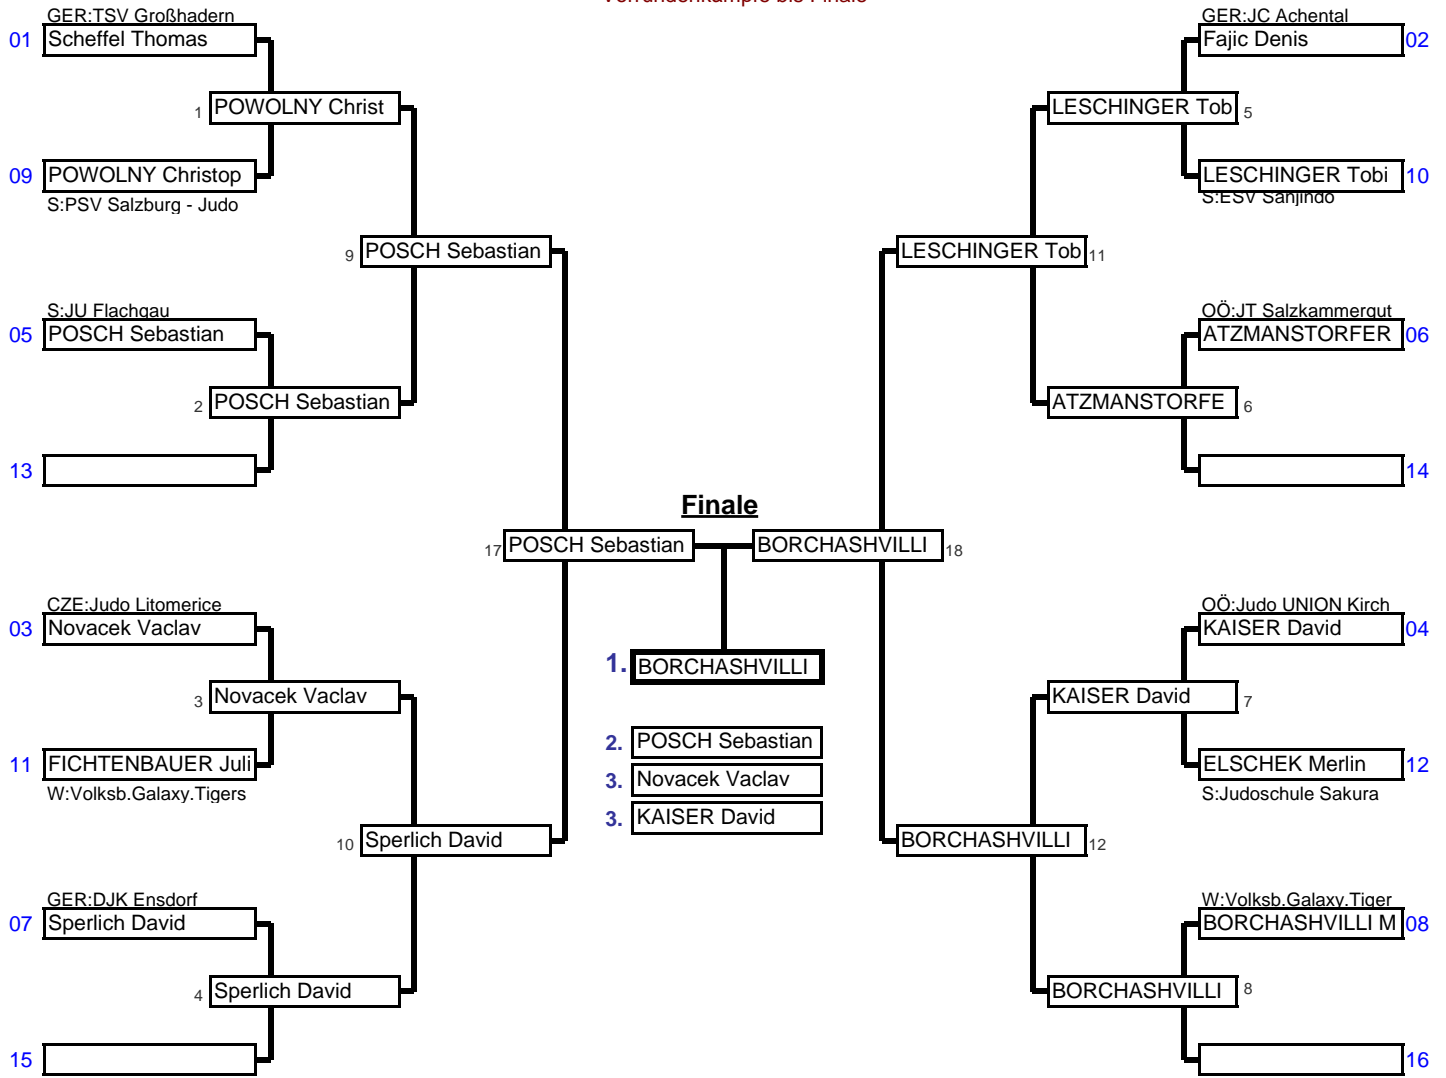 Vorrundenkämpfe bis Finale
GER:TSV Großhadern
01 Scheffel Thomas
1 POWOLNY Christ
09 POWOLNY Christop
S:PSV Salzburg - Judo
9 POSCH Sebastian
S:JU Flachgau
05 POSCH Sebastian
2 POSCH Sebastian
13
17 POSCH Sebastian
CZE:Judo Litomerice
03 Novacek Vaclav
3 Novacek Vaclav
11 FICHTENBAUER Juli
W:Volksb.Galaxy.Tigers
10 Sperlich David
GER:DJK Ensdorf
07 Sperlich David
4 Sperlich David
15
Finale
1. BORCHASHVILLI
2. POSCH Sebastian
3. Novacek Vaclav
3. KAISER David
GER:JC Achental
Fajic Denis 02
LESCHINGER Tob 5
LESCHINGER Tobi 10
S:ESV Sanjindo
LESCHINGER Tob 11
OÖ:JT Salzkammergut
ATZMANSTORFER 06
ATZMANSTORFE 6
14
BORCHASHVILLI 18
OÖ:Judo UNION Kirch
KAISER David 04
KAISER David 7
ELSCHEK Merlin 12
S:Judoschule Sakura
BORCHASHVILLI 12
W:Volksb.Galaxy.Tiger
BORCHASHVILLI M 08
BORCHASHVILLI 8
16